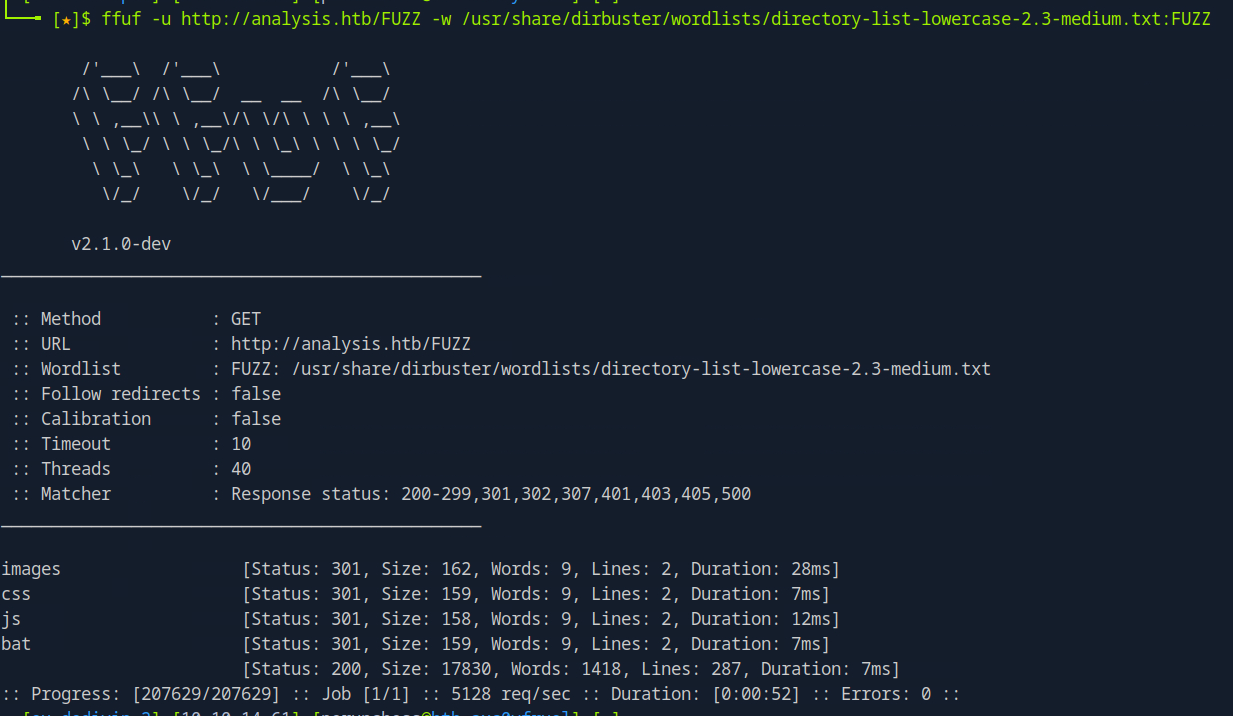 [★]$ ffuf -u http://analysis.htb/FUZZ -w /usr/share/dirbuster/wordlists/directory-list-lowercase-2.3-medium.txt:FUZZ
        /'___\  /'___\           /'___\
       /\ \__/ /\ \__/  __  __  /\ \__/
       \ \ ,__\\ \ ,__\/\ \/\ \ \ \ ,__\
        \ \ \_/ \ \ \_/\ \ \_\ \ \ \ \_/
         \ \_\   \ \_\  \ \____/  \ \_\
          \/_/    \/_/   \/___/    \/_/
v2.1.0-dev
________________________________________________
:: Method           : GET
:: URL              : http://analysis.htb/FUZZ
:: Wordlist         : FUZZ: /usr/share/dirbuster/wordlists/directory-list-lowercase-2.3-medium.txt
:: Follow redirects : false
:: Calibration      : false
:: Timeout          : 10
:: Threads          : 40
:: Matcher          : Response status: 200-299,301,302,307,401,403,405,500
________________________________________________
images                  [Status: 301, Size: 162, Words: 9, Lines: 2, Duration: 28ms]
css                     [Status: 301, Size: 159, Words: 9, Lines: 2, Duration: 7ms]
js                      [Status: 301, Size: 158, Words: 9, Lines: 2, Duration: 12ms]
bat                     [Status: 301, Size: 159, Words: 9, Lines: 2, Duration: 7ms]
                        [Status: 200, Size: 17830, Words: 1418, Lines: 287, Duration: 7ms]
:: Progress: [207629/207629] :: Job [1/1] :: 5128 req/sec :: Duration: [0:00:52] :: Errors: 0 ::